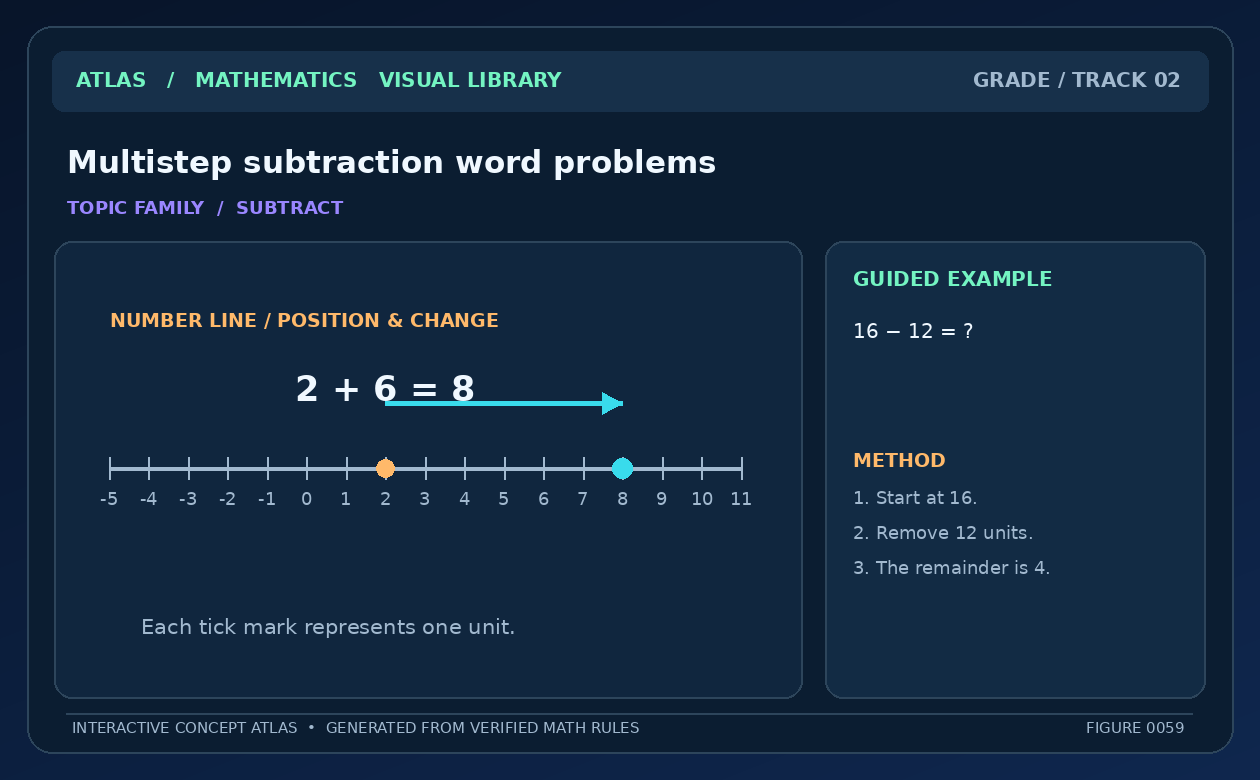 ATLAS / MATHEMATICS VISUAL LIBRARY
GRADE / TRACK 02
Multistep subtraction word problems
TOPIC FAMILY / SUBTRACT
NUMBER LINE / POSITION & CHANGE
2 + 6 = 8
-5 -4 -3 -2 -1 0 1 2 3 4 5 6 7 8 9 10 11
Each tick mark represents one unit.
GUIDED EXAMPLE
16 − 12 = ?
METHOD
1. Start at 16.
2. Remove 12 units.
3. The remainder is 4.
INTERACTIVE CONCEPT ATLAS • GENERATED FROM VERIFIED MATH RULES
FIGURE 0059